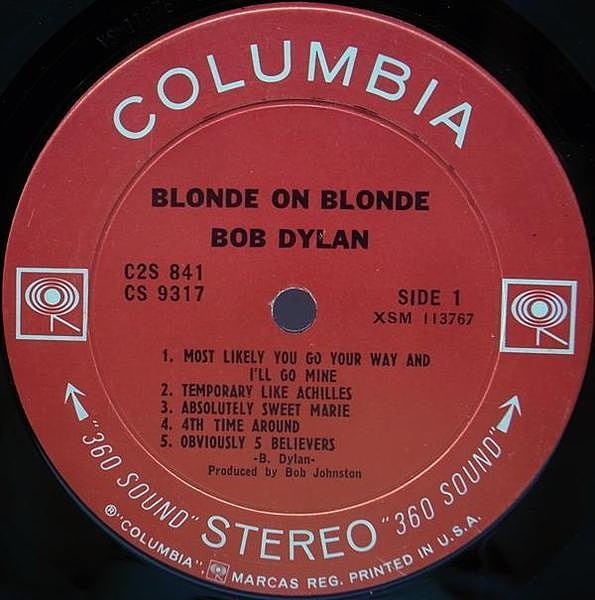 COLUMBIA
BLONDE ON BLONDE
BOB DYLAN
C2S 841
CS 9317
SIDE 1
XSM 113767
1. MOST LIKELY YOU GO YOUR WAY AND
I'LL GO MINE
2. TEMPORARY LIKE ACHILLES
3. ABSOLUTELY SWEET MARIE
4. 4TH TIME AROUND
5. OBVIOUSLY 5 BELIEVERS
-B. Dylan-
Produced by Bob Johnston
"360 SOUND" STEREO "360 SOUND"
®"COLUMBIA", MARCAS REG. PRINTED IN U.S.A.